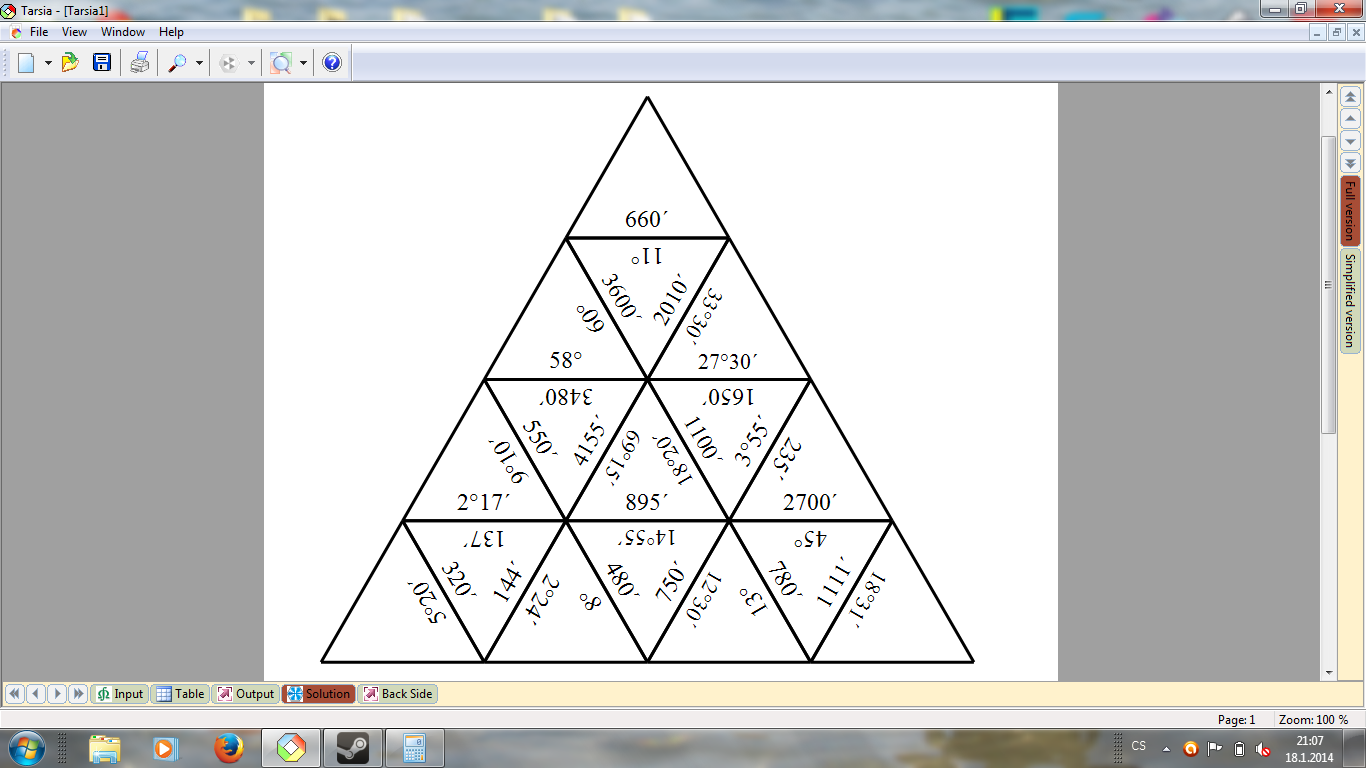 Tarsia - [Tarsia1]
File View Window Help
660´
11°
3600´ 2010´
60° 33°30´
58° 27°30´
3480´ 1650´
550´ 4155´ 1100´ 3°55´
9°10´ 69°15´ 18°20´ 235´
2°17´ 895´ 2700´
137´ 14°55´ 45°
320´ 144´ 480´ 750´ 780´ 1111´
5°20´ 2°24´ 8° 12°30´ 13° 18°31´
Full version
Simplified version
Input Table Output Solution Back Side
Page: 1 Zoom: 100 %
CS
21:07
18.1.2014